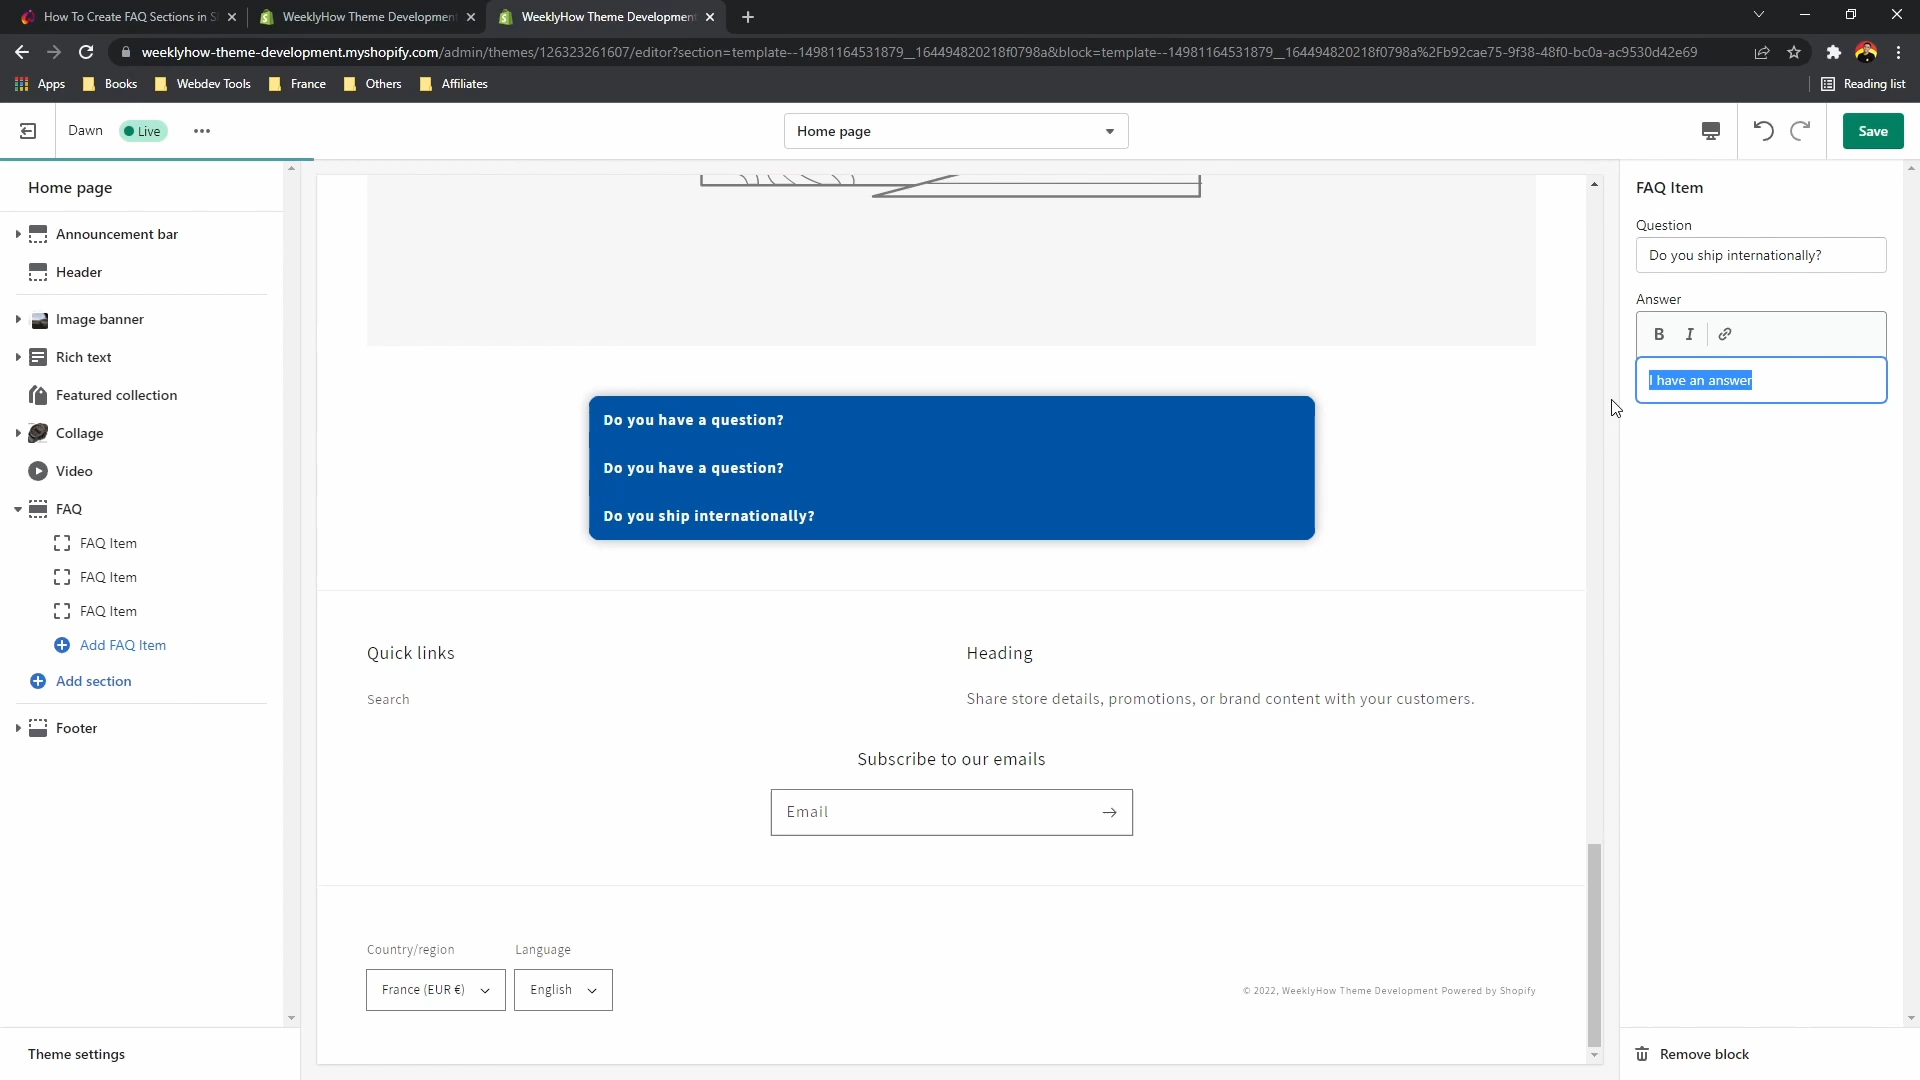 How To Create FAQ Sections in S
WeeklyHow Theme Development
WeeklyHow Theme Development
weeklyhow-theme-development.myshopify.com/admin/themes/126323261607/editor?section=template--14981164531879__164494820218f0798a&block=template--14981164531879__164494820218f0798a%2Fb92cae75-9f38-48f0-bc0a-ac9530d42e69
Apps Books Webdev Tools France Others Affiliates Reading list
Dawn Live Home page Save
Home page
Announcement bar
Header
Image banner
Rich text
Featured collection
Collage
Video
FAQ
FAQ Item
FAQ Item
FAQ Item
Add FAQ Item
Add section
Footer
Theme settings
Do you have a question?
Do you have a question?
Do you ship internationally?
Quick links
Search
Heading
Share store details, promotions, or brand content with your customers.
Subscribe to our emails
Email
Country/region Language
France (EUR €) English
© 2022, WeeklyHow Theme Development Powered by Shopify
FAQ Item
Question
Do you ship internationally?
Answer
B I
I have an answer
Remove block